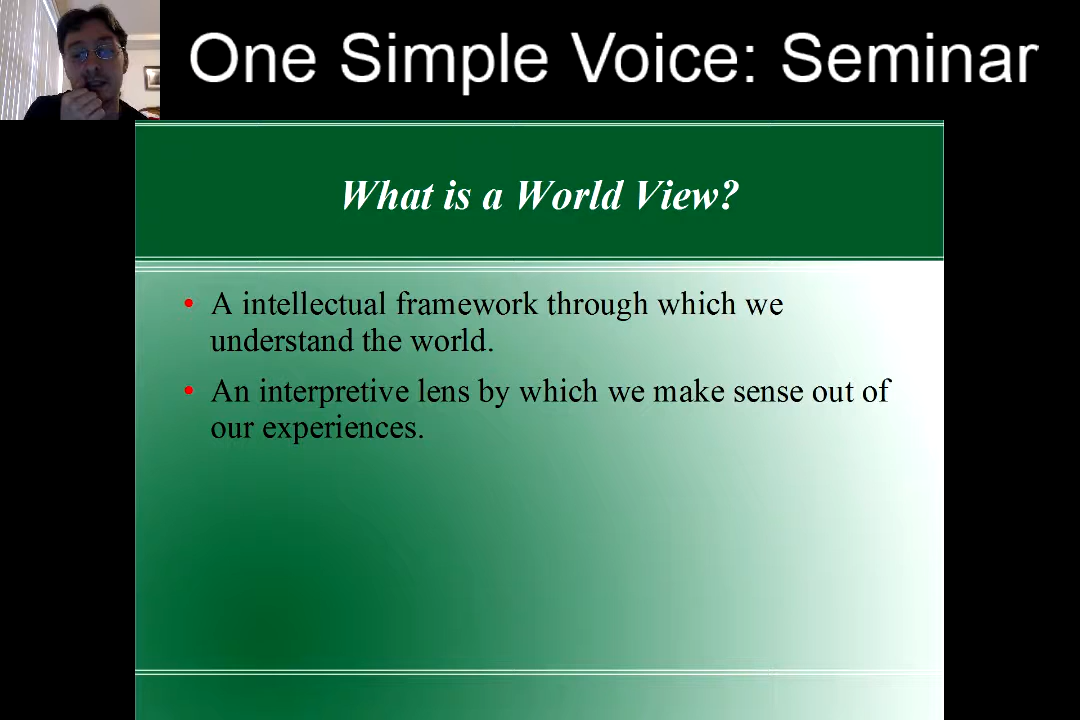 One Simple Voice: Seminar
What is a World View?
• A intellectual framework through which we
understand the world.
• An interpretive lens by which we make sense out of
our experiences.